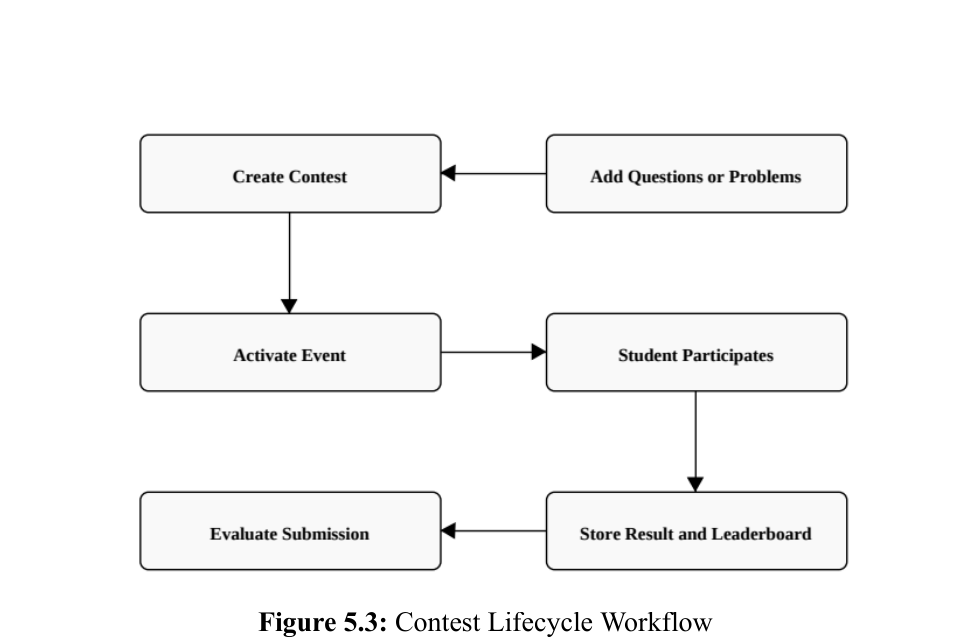 Create Contest
Add Questions or Problems
Activate Event
Student Participates
Evaluate Submission
Store Result and Leaderboard
Figure 5.3: Contest Lifecycle Workflow